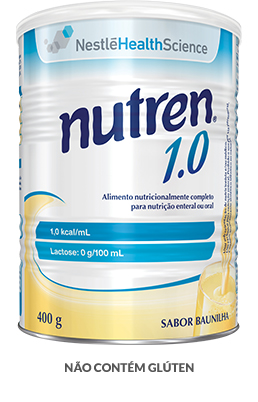 NestléHealthScience
nutren®
1.0
Alimento nutricionalmente completo
para nutrição enteral ou oral
1,0 kcal/mL
Lactose: 0 g/100 mL
400 g
SABOR BAUNILHA
NÃO CONTÉM GLÚTEN